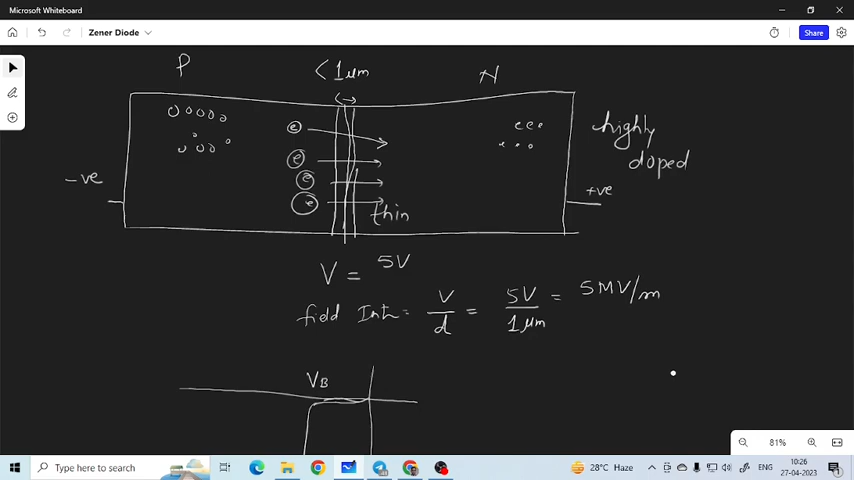 Microsoft Whiteboard
Zener Diode
Share
P
< 1μm
N
e
e
e
e
e e e
highly
doped
-ve
+ve
thin
V = 5V
field Int = V/d = 5V/1μm = 5MV/m
VB
81%
Type here to search
28°C Haze
ENG
10:26
27-04-2023